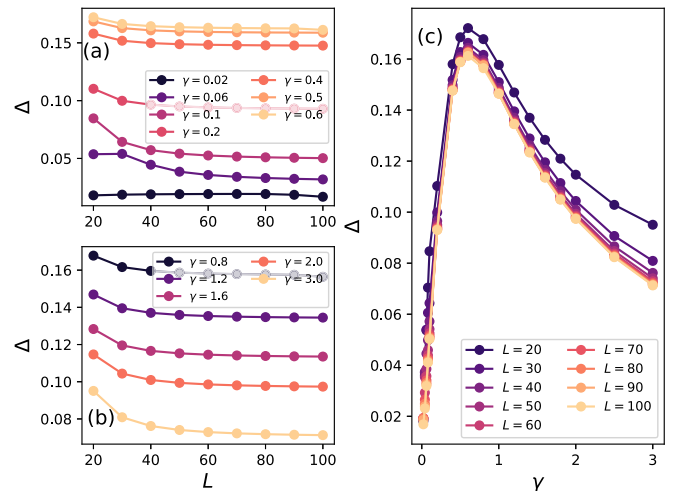 0.15
0.10
0.05
Δ
(a)
γ = 0.02
γ = 0.06
γ = 0.1
γ = 0.2
γ = 0.4
γ = 0.5
γ = 0.6
20 40 60 80 100
0.16
0.14
0.12
0.10
0.08
Δ
(b)
γ = 0.8
γ = 1.2
γ = 1.6
γ = 2.0
γ = 3.0
20 40 60 80 100
L
(c)
0.16
0.14
0.12
0.10
0.08
0.06
0.04
0.02
Δ
L = 20
L = 30
L = 40
L = 50
L = 60
L = 70
L = 80
L = 90
L = 100
0 1 2 3
γ